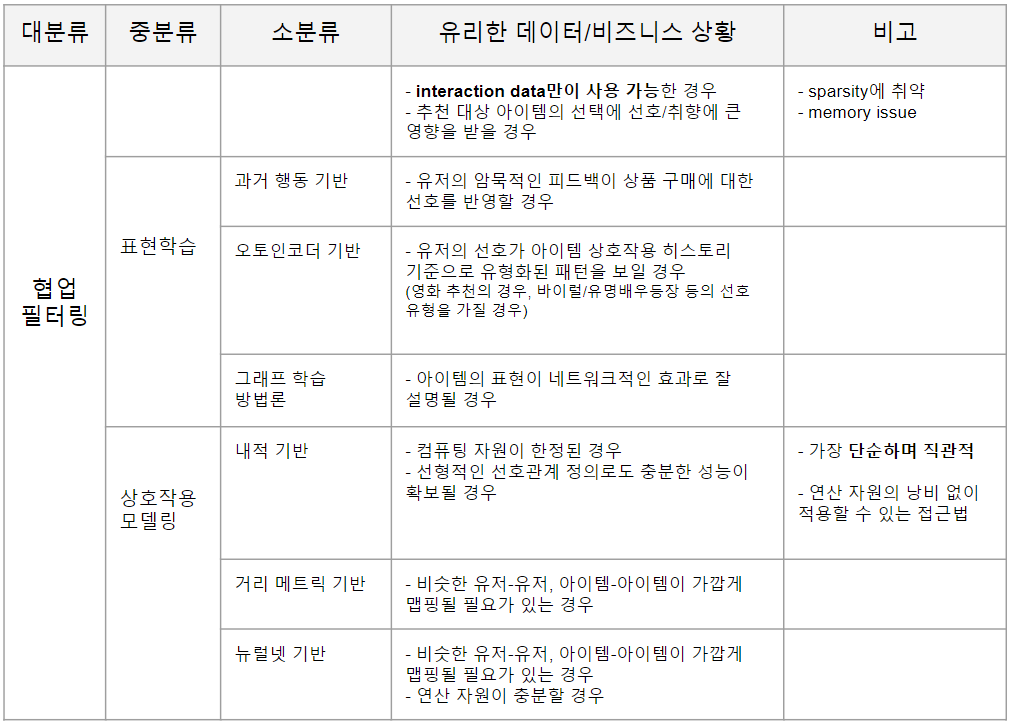 대분류 중분류 소분류 유리한 데이터/비즈니스 상황 비고
협업
필터링
- interaction data만이 사용 가능한 경우
- 추천 대상 아이템의 선택에 선호/취향에 큰
영향을 받을 경우
- sparsity에 취약
- memory issue
표현학습
과거 행동 기반
- 유저의 암묵적인 피드백이 상품 구매에 대한
선호를 반영할 경우
오토인코더 기반
- 유저의 선호가 아이템 상호작용 히스토리
기준으로 유형화된 패턴을 보일 경우
(영화 추천의 경우, 바이럴/유명배우등장 등의 선호
유형을 가질 경우)
그래프 학습
방법론
- 아이템의 표현이 네트워크적인 효과로 잘
설명될 경우
상호작용
모델링
내적 기반
- 컴퓨팅 자원이 한정된 경우
- 선형적인 선호관계 정의로도 충분한 성능이
확보될 경우
- 가장 단순하며 직관적
- 연산 자원의 낭비 없이
적용할 수 있는 접근법
거리 메트릭 기반
- 비슷한 유저-유저, 아이템-아이템이 가깝게
맵핑될 필요가 있는 경우
뉴럴넷 기반
- 비슷한 유저-유저, 아이템-아이템이 가깝게
맵핑될 필요가 있는 경우
- 연산 자원이 충분할 경우